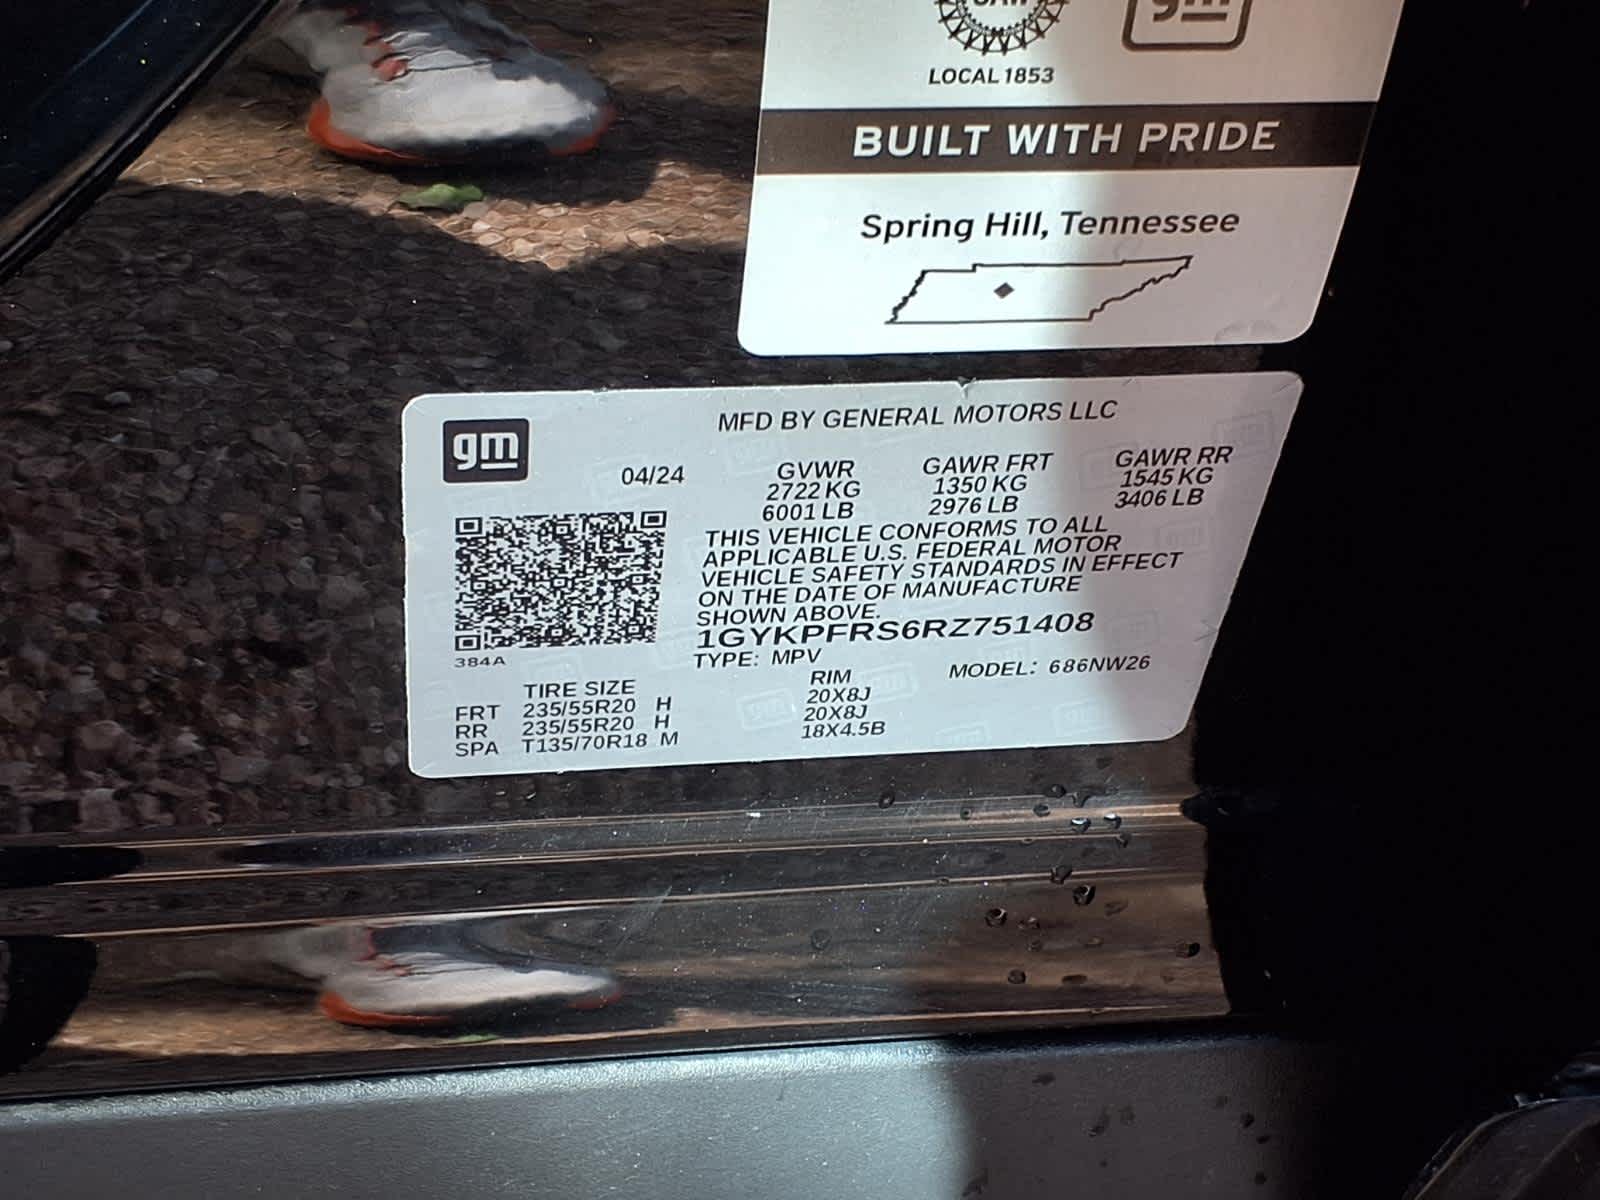 LOCAL 1853
gm
BUILT WITH PRIDE
Spring Hill, Tennessee
gm
MFD BY GENERAL MOTORS LLC
04/24
GVWR GAWR FRT GAWR RR
2722 KG 1350 KG 1545 KG
6001 LB 2976 LB 3406 LB
THIS VEHICLE CONFORMS TO ALL
APPLICABLE U.S. FEDERAL MOTOR
VEHICLE SAFETY STANDARDS IN EFFECT
ON THE DATE OF MANUFACTURE
SHOWN ABOVE.
1GYKPFRS6RZ751408
384A
TYPE: MPV MODEL: 686NW26
TIRE SIZE RIM
FRT 235/55R20 H 20X8J
RR 235/55R20 H 20X8J
SPA T135/70R18 M 18X4.5B